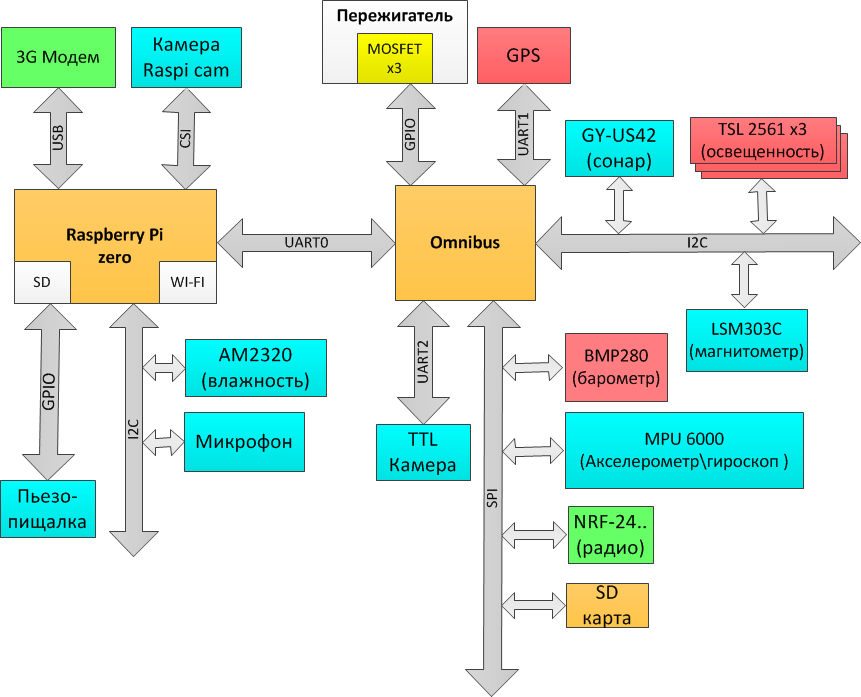 Пережигатель
MOSFET
x3
3G Модем
Камера
Raspi cam
GPS
USB
CSI
GPIO
UART1
GY-US42
(сонар)
TSL 2561 x3
(освещенность)
Raspberry Pi
zero
SD
WI-FI
UART0
Omnibus
I2C
LSM303C
(магнитометр)
GPIO
I2C
AM2320
(влажность)
Микрофон
Пьезо-
пищалка
UART2
TTL
Камера
SPI
BMP280
(барометр)
MPU 6000
(Акселерометр\гироскоп )
NRF-24..
(радио)
SD
карта